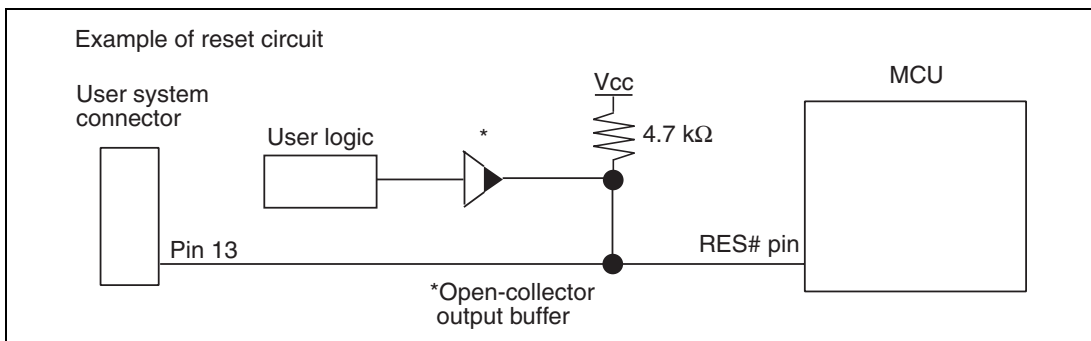 Example of reset circuit
User system
connector
User logic
*
Vcc
4.7 kΩ
MCU
Pin 13
RES# pin
*Open-collector
output buffer